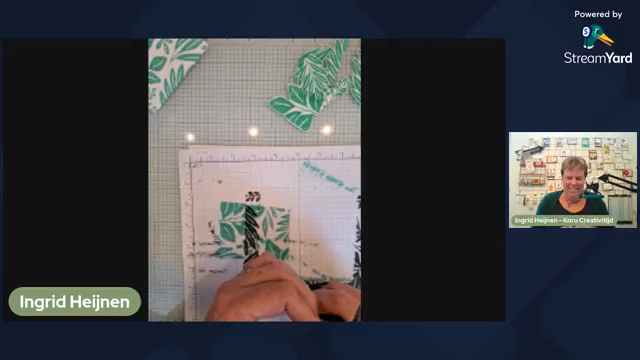 Powered by
StreamYard
Ingrid Heijnen - Koru Creativitijd
Ingrid Heijnen